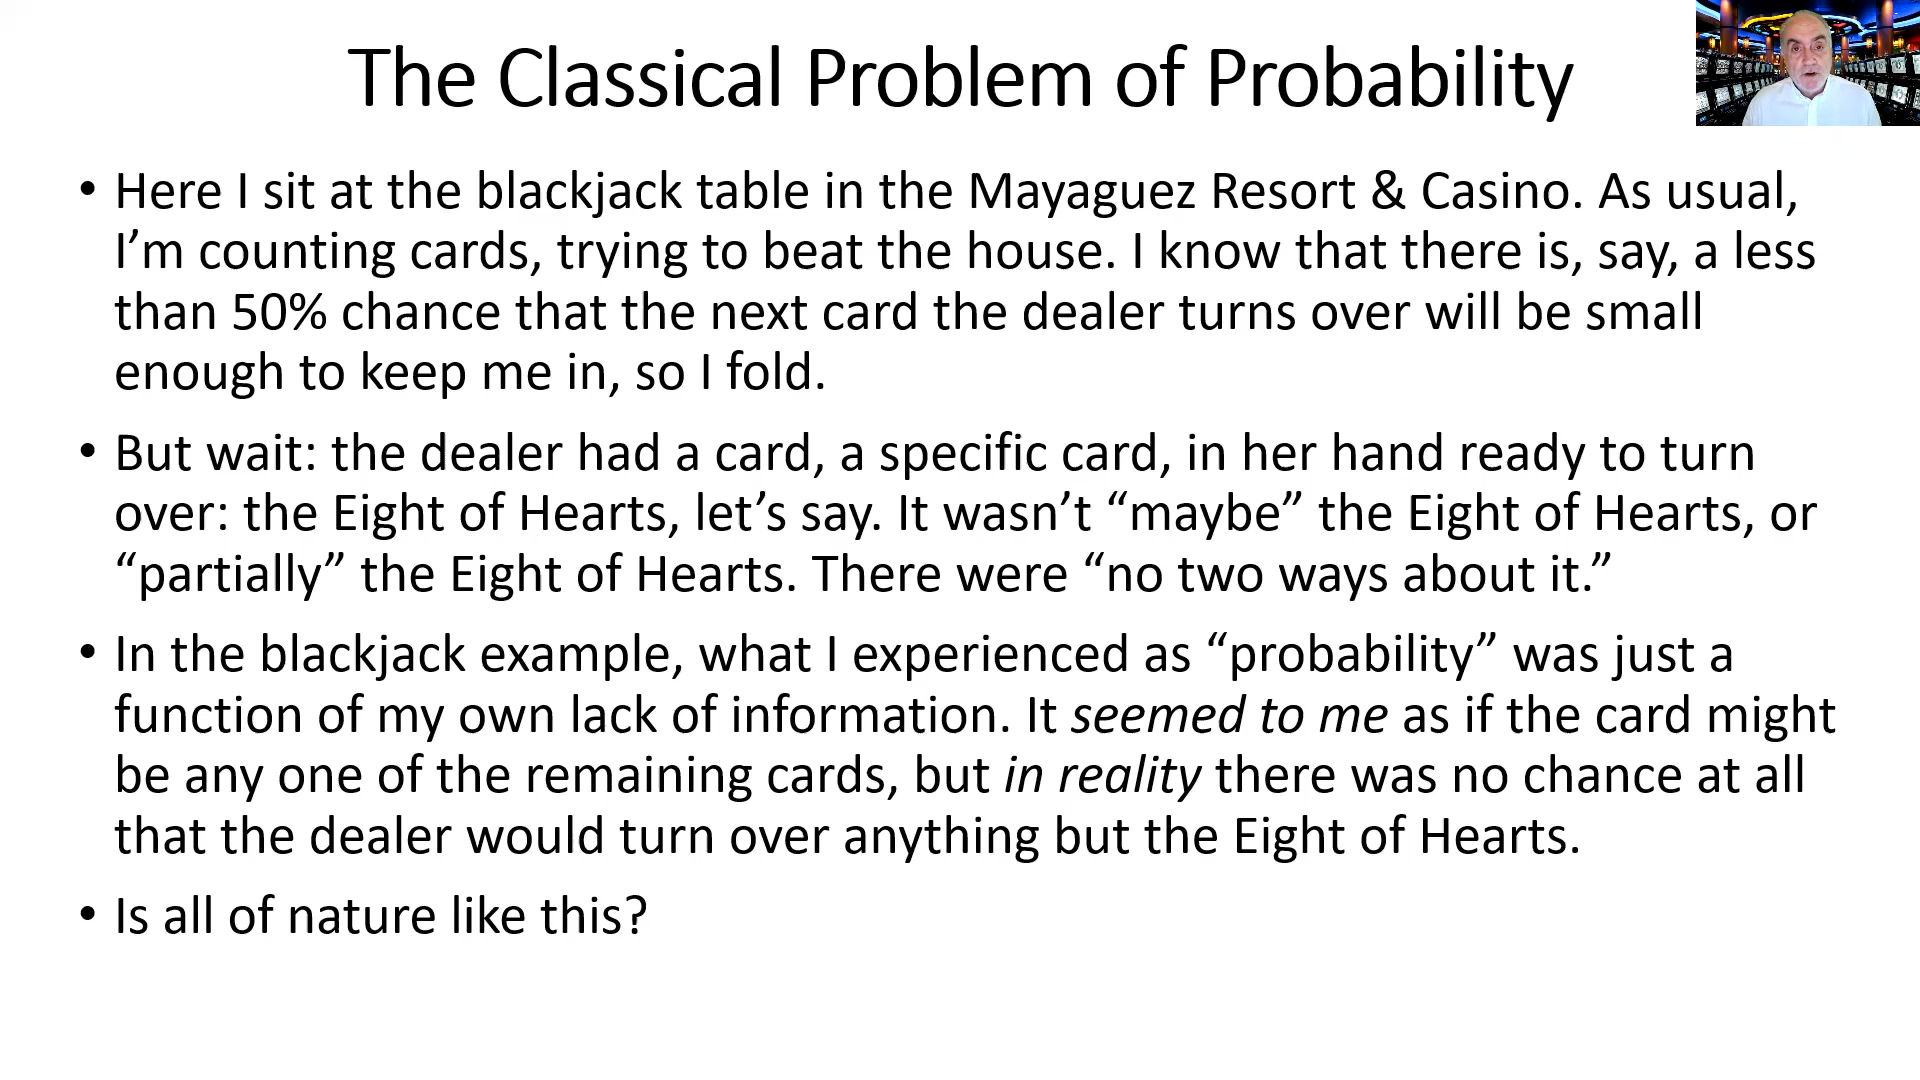 The Classical Problem of Probability
• Here I sit at the blackjack table in the Mayaguez Resort & Casino. As usual,
I’m counting cards, trying to beat the house. I know that there is, say, a less
than 50% chance that the next card the dealer turns over will be small
enough to keep me in, so I fold.
• But wait: the dealer had a card, a specific card, in her hand ready to turn
over: the Eight of Hearts, let’s say. It wasn’t “maybe” the Eight of Hearts, or
“partially” the Eight of Hearts. There were “no two ways about it.”
• In the blackjack example, what I experienced as “probability” was just a
function of my own lack of information. It seemed to me as if the card might
be any one of the remaining cards, but in reality there was no chance at all
that the dealer would turn over anything but the Eight of Hearts.
• Is all of nature like this?